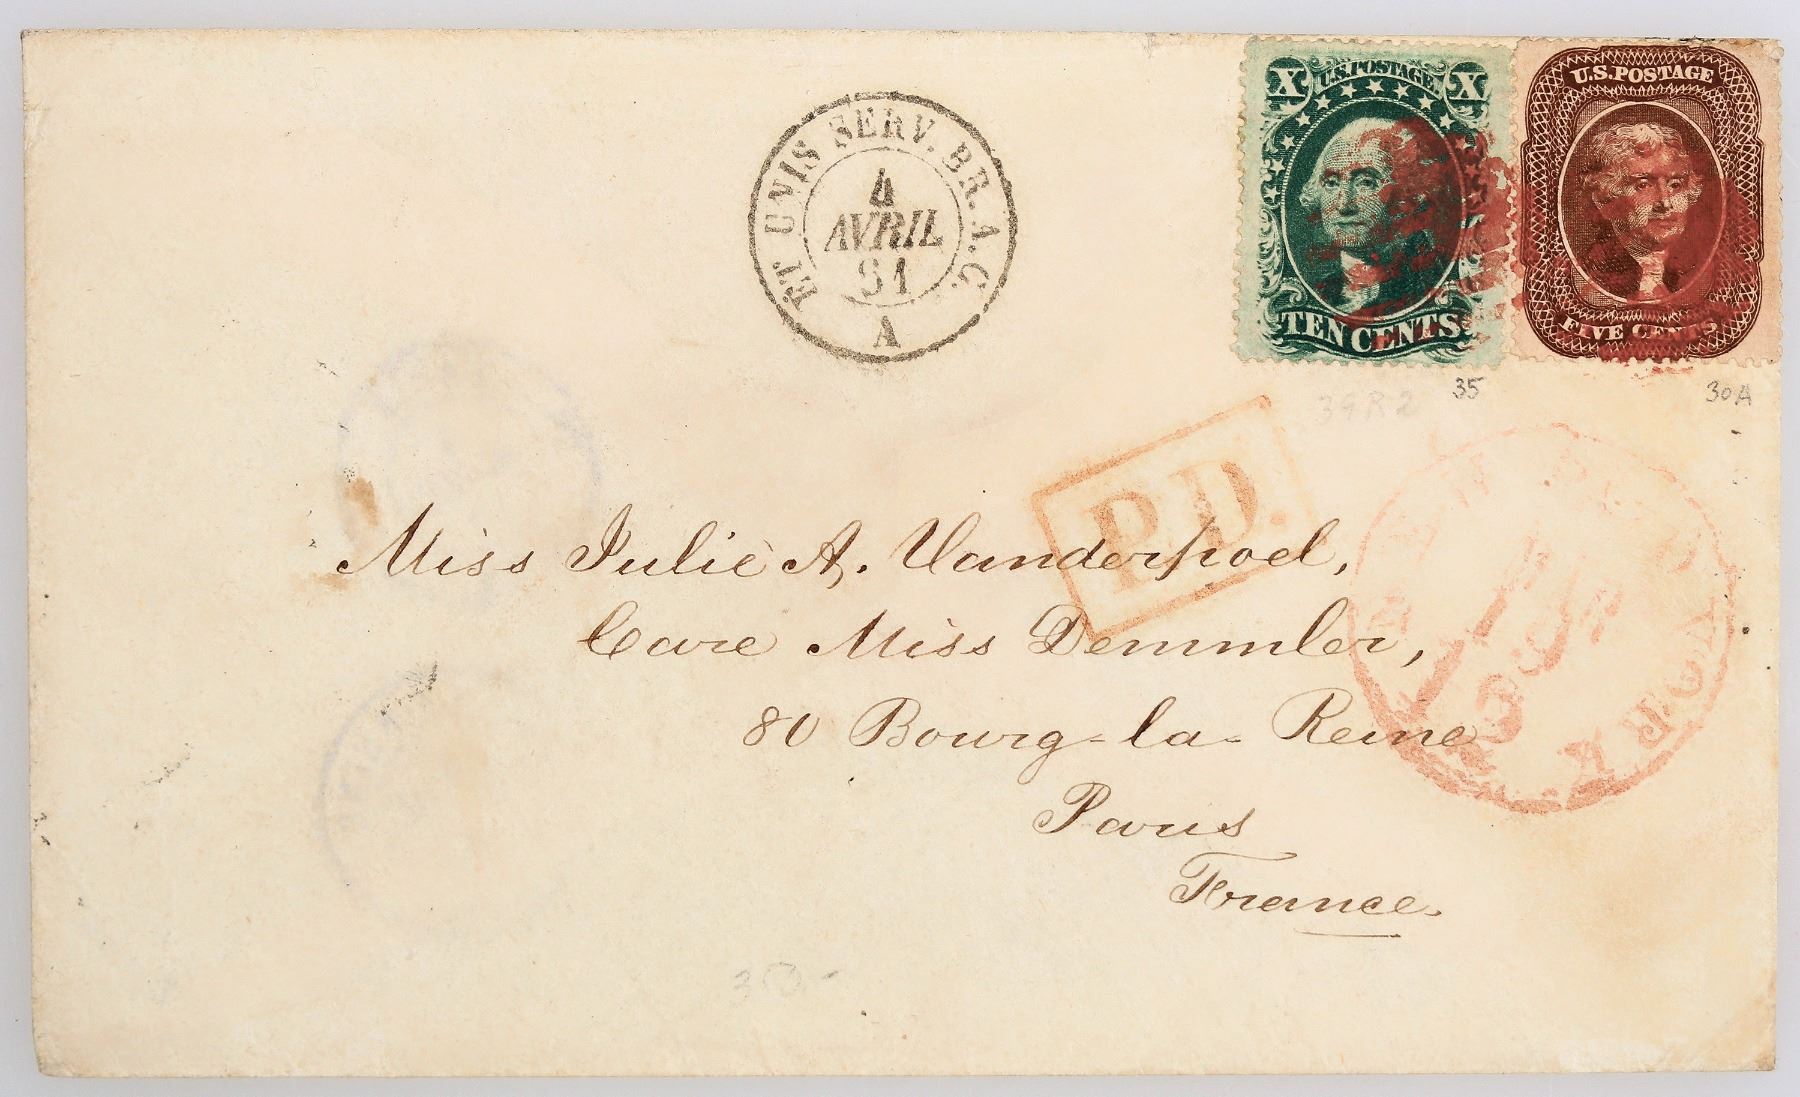 X U.S. POSTAGE X
TEN CENTS
U.S. POSTAGE
FIVE CENTS
ET. UNIS SERV. BR. A. C.
4
AVRIL
61
A
35
30A
39R2
P.D.
YORK
Miss Julie A. Vanderpoel,
Care Miss Demmler,
80 Bourg-la-Reine
Paris
France.